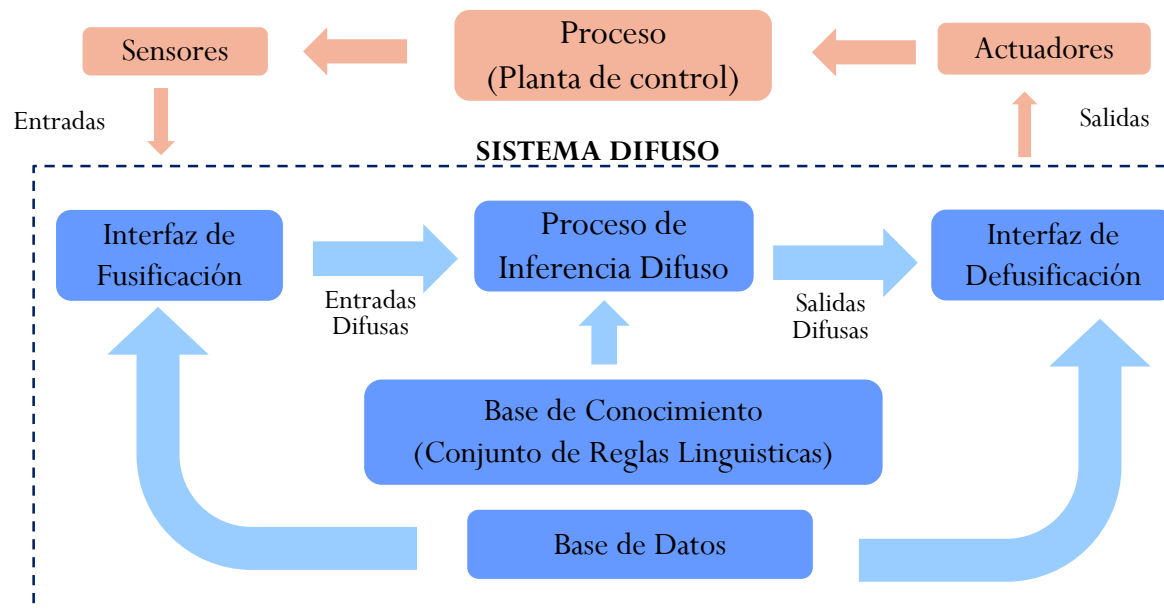 Sensores
Proceso
(Planta de control)
Actuadores
Entradas
Salidas
SISTEMA DIFUSO
Interfaz de
Fusificación
Proceso de
Inferencia Difuso
Interfaz de
Defusificación
Entradas
Difusas
Salidas
Difusas
Base de Conocimiento
(Conjunto de Reglas Linguisticas)
Base de Datos